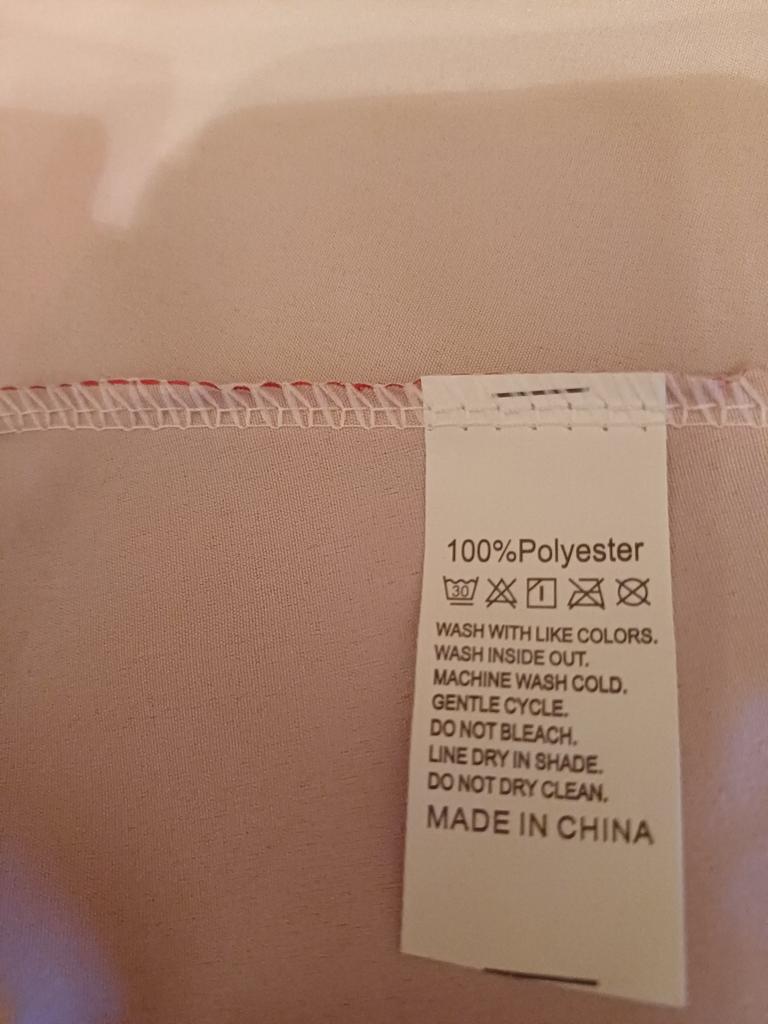 100%Polyester
30
WASH WITH LIKE COLORS.
WASH INSIDE OUT.
MACHINE WASH COLD.
GENTLE CYCLE.
DO NOT BLEACH.
LINE DRY IN SHADE.
DO NOT DRY CLEAN.
MADE IN CHINA